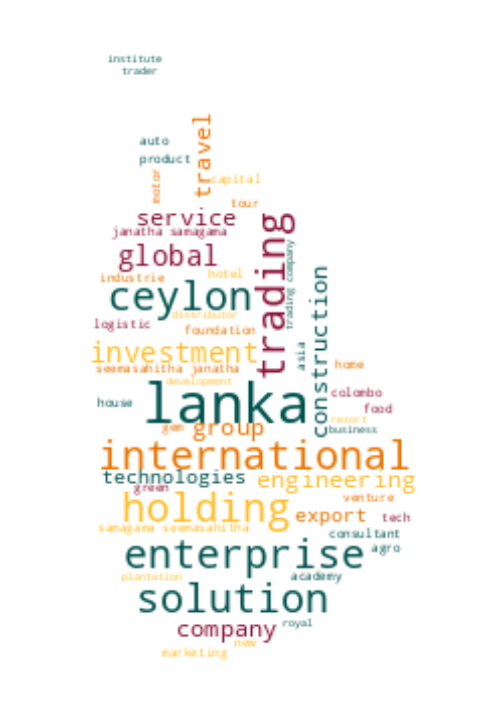 institute
trader
travel
auto
product
motor
capital
tour
service
trading
janatha samagama
global
trading company
industrie
hotel
construction
ceylon
distributor
logistic
foundation
investment
asia
seemasahitha janatha
home
development
lanka
colombo
house
food
resort
gem
group
business
international
technologies
engineering
green
holding
venture
export
tech
samagama seemasahitha
consultant
enterprise
agro
plantation
academy
solution
royal
company
new
marketing